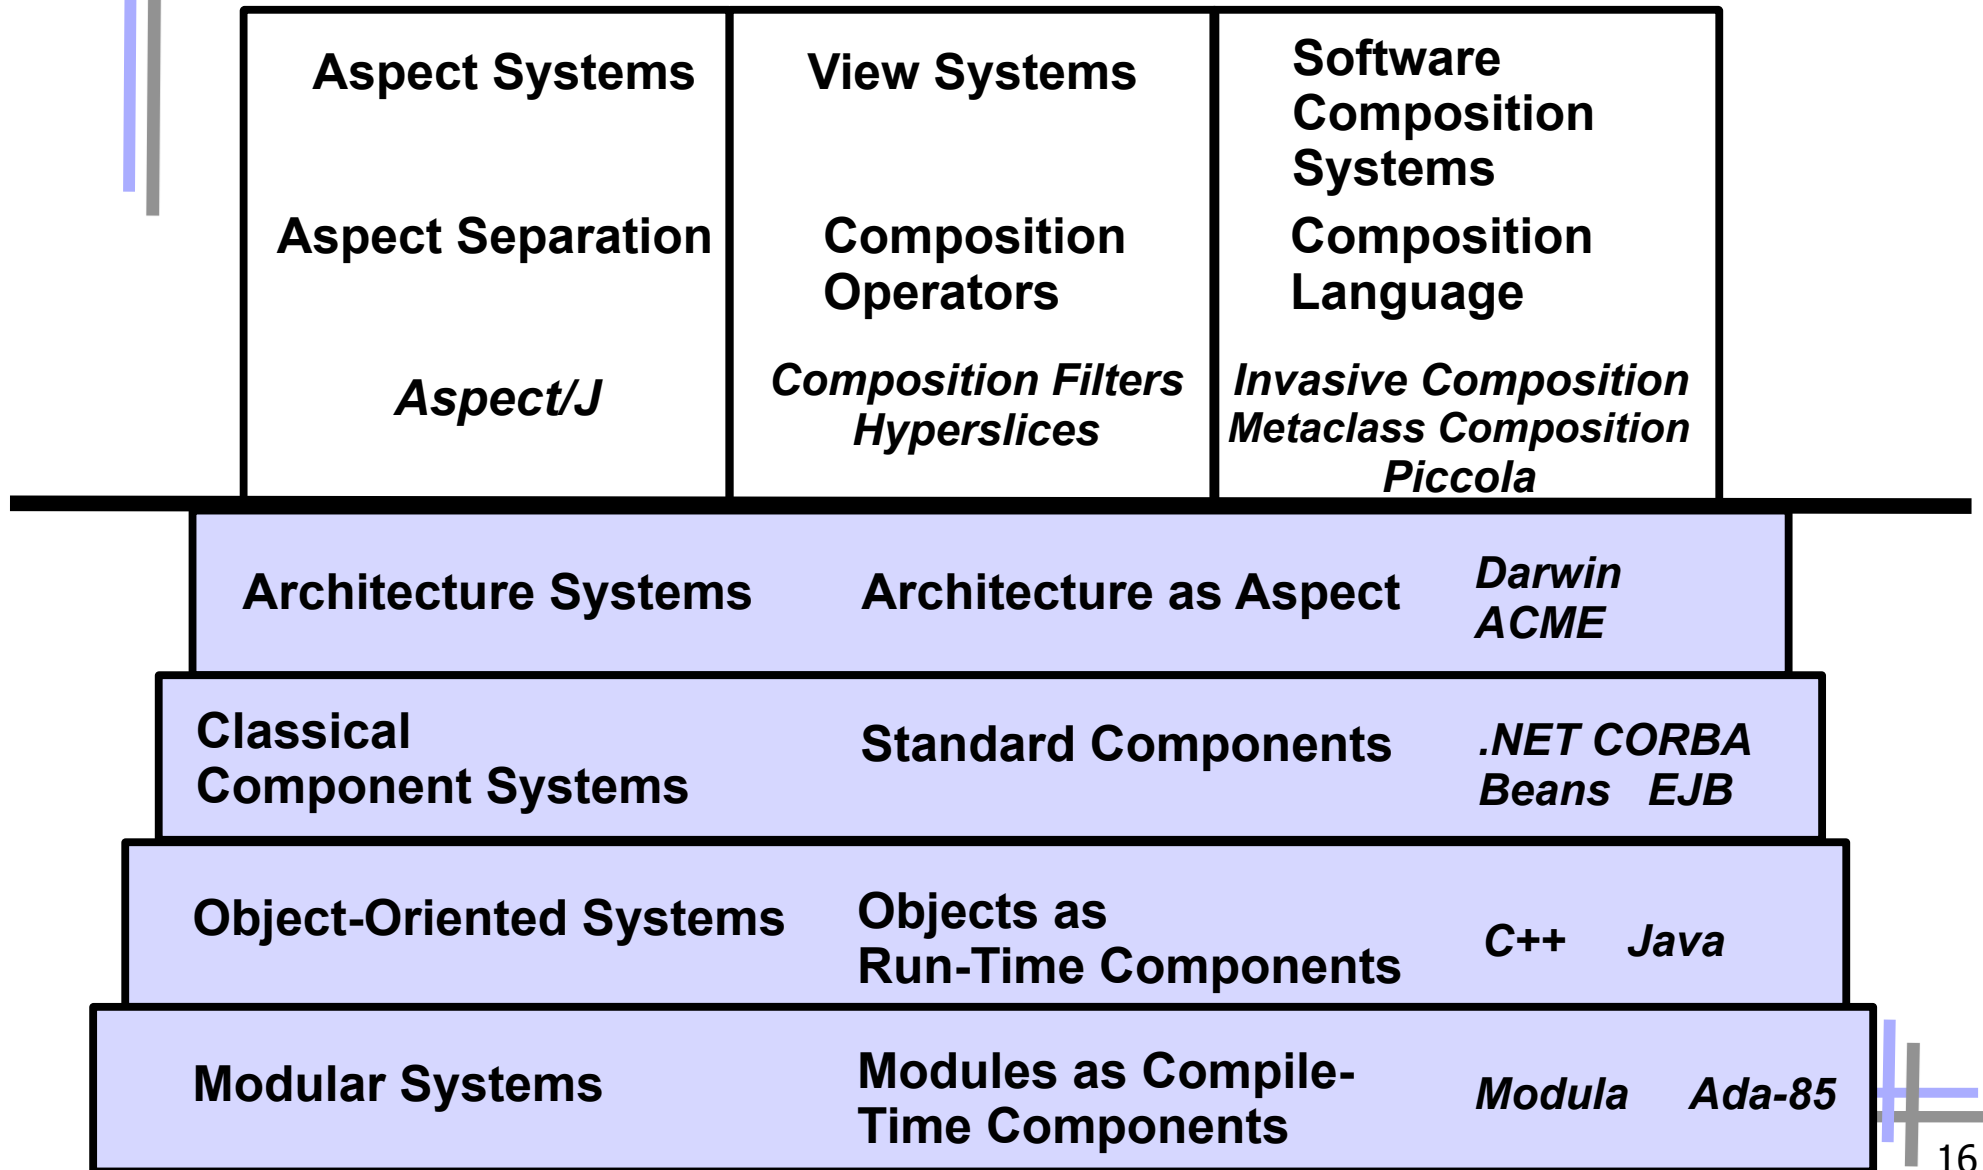 Aspect Systems
Aspect Separation
Aspect/J
View Systems
Composition
Operators
Composition Filters
Hyperslices
Software
Composition
Systems
Composition
Language
Invasive Composition
Metaclass Composition
Piccola
Architecture Systems
Architecture as Aspect
Darwin
ACME
Classical
Component Systems
Standard Components
.NET CORBA
Beans EJB
Object-Oriented Systems
Objects as
Run-Time Components
C++ Java
Modular Systems
Modules as Compile-
Time Components
Modula Ada-85
16